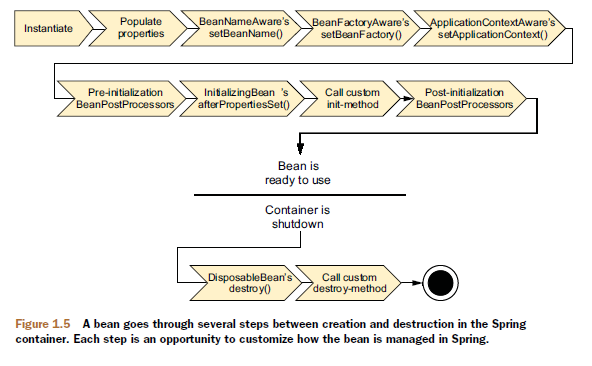 Instantiate
Populate
properties
BeanNameAware's
setBeanName()
BeanFactoryAware's
setBeanFactory()
ApplicationContextAware's
setApplicationContext()
Pre-initialization
BeanPostProcessors
InitializingBean 's
afterPropertiesSet()
Call custom
init-method
Post-initialization
BeanPostProcessors
Bean is
ready to use
Container is
shutdown
DisposableBean's
destroy()
Call custom
destroy-method
Figure 1.5 A bean goes through several steps between creation and destruction in the Spring
container. Each step is an opportunity to customize how the bean is managed in Spring.